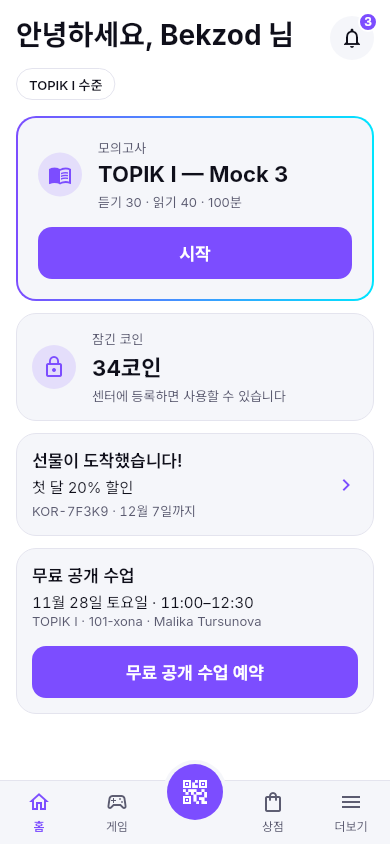 안녕하세요, Bekzod 님
3
TOPIK I 수준
모의고사
TOPIK I — Mock 3
듣기 30 · 읽기 40 · 100분
시작
잠긴 코인
34코인
센터에 등록하면 사용할 수 있습니다
선물이 도착했습니다!
첫 달 20% 할인
KOR-7F3K9 · 12월 7일까지
무료 공개 수업
11월 28일 토요일 · 11:00–12:30
TOPIK I · 101-xona · Malika Tursunova
무료 공개 수업 예약
홈
게임
상점
더보기